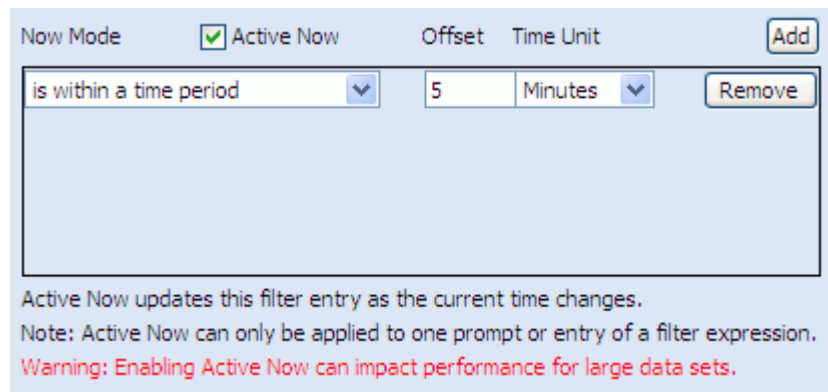 Now Mode Active Now Offset Time Unit Add
is within a time period 5 Minutes Remove
Active Now updates this filter entry as the current time changes.
Note: Active Now can only be applied to one prompt or entry of a filter expression.
Warning: Enabling Active Now can impact performance for large data sets.